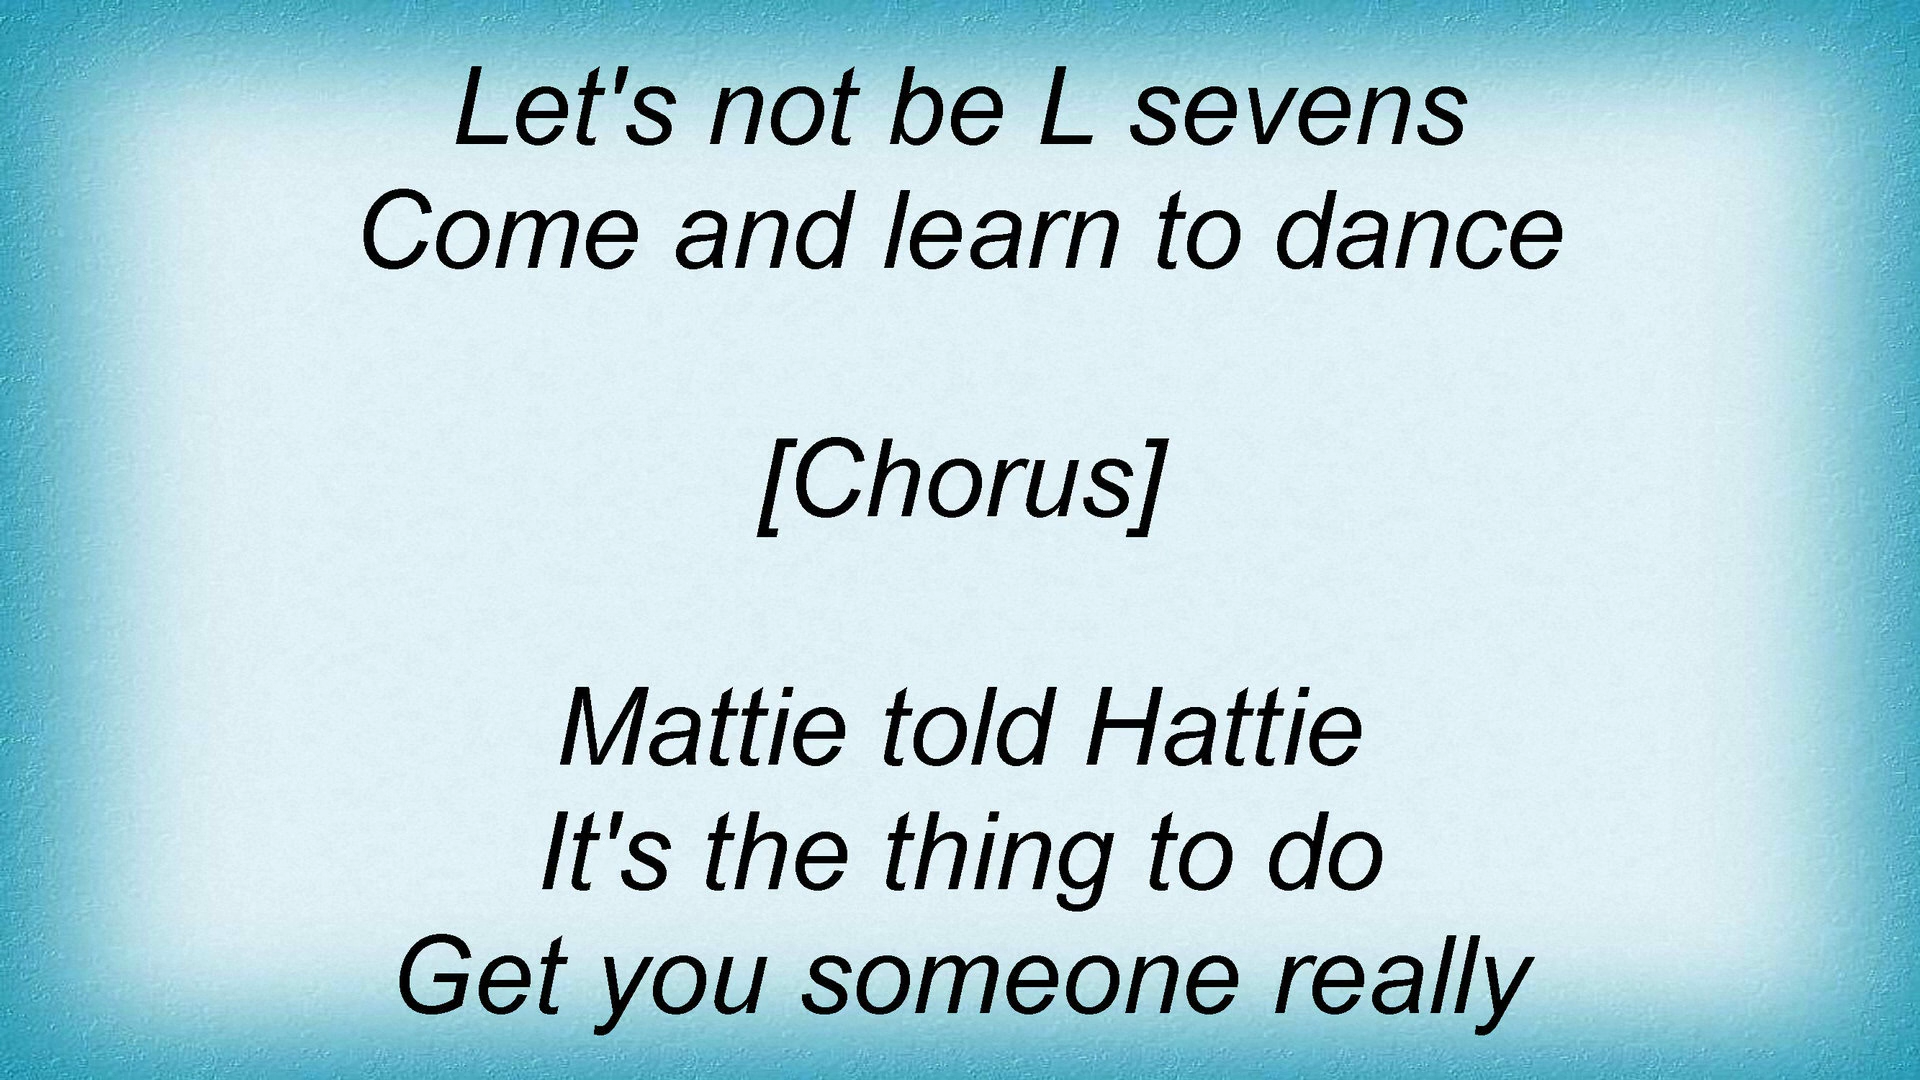 Let's not be L sevens
Come and learn to dance
[Chorus]
Mattie told Hattie
It's the thing to do
Get you someone really